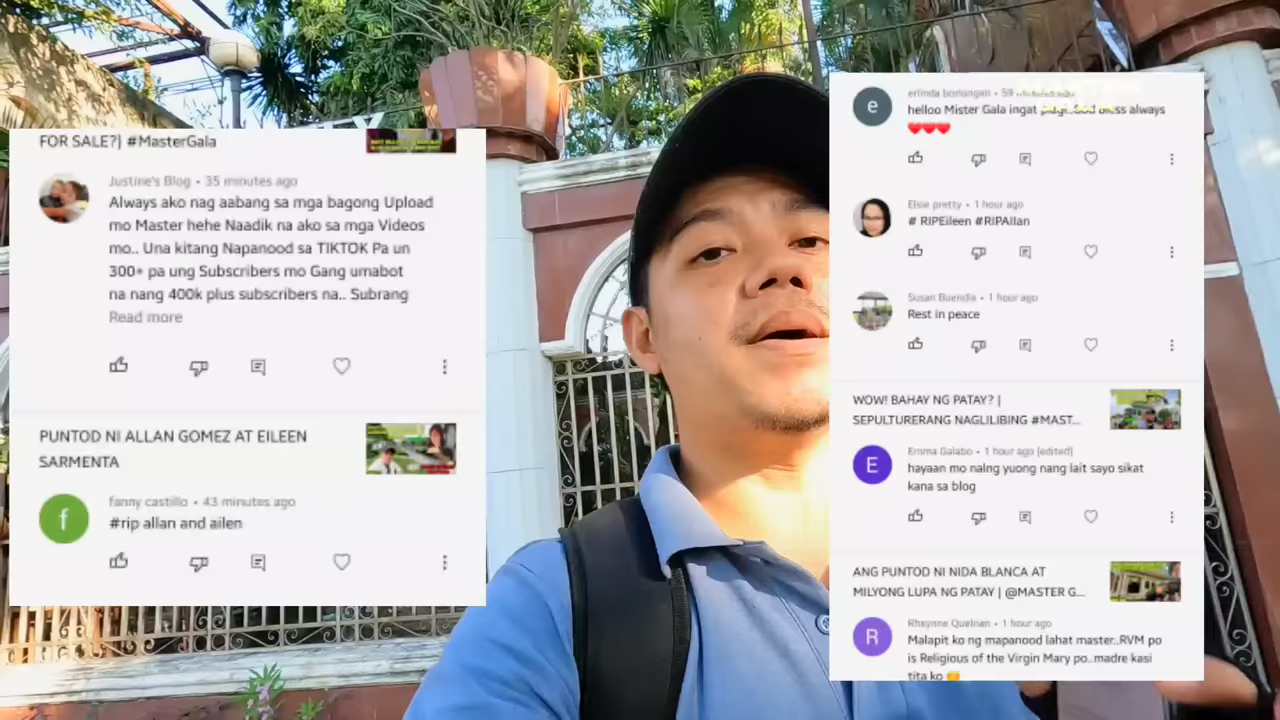 FOR SALE?| #MasterGala
Justine's Blog • 35 minutes ago
Always ako nag aabang sa mga bagong Upload
mo Master hehe Naadik na ako sa mga Videos
mo.. Una kitang Napanood sa TIKTOK Pa un
300+ pa ung Subscribers mo Gang umabot
na nang 400k plus subscribers na.. Subrang
Read more
PUNTOD NI ALLAN GOMEZ AT EILEEN
SARMENTA
fanny castillo • 43 minutes ago
#rip allan and ailen
erlinda borlongan • 59 minutes ago
helloo Mister Gala ingat God bless always
Elsie pretty • 1 hour ago
# RIPEileen #RIPAllan
Susan Buendia • 1 hour ago
Rest in peace
WOW! BAHAY NG PATAY? |
SEPULTURERANG NAGLILIBING #MAST...
Emma Galabo • 1 hour ago [edited]
hayaan mo nalng yuong nang lait sayo sikat
kana sa blog
ANG PUNTOD NI NIDA BLANCA AT
MILYONG LUPA NG PATAY | @MASTER G...
Rheynne Quelnan • 1 hour ago
Malapit ko ng mapanood lahat master..RVM po
is Religious of the Virgin Mary po..madre kasi
tita ko